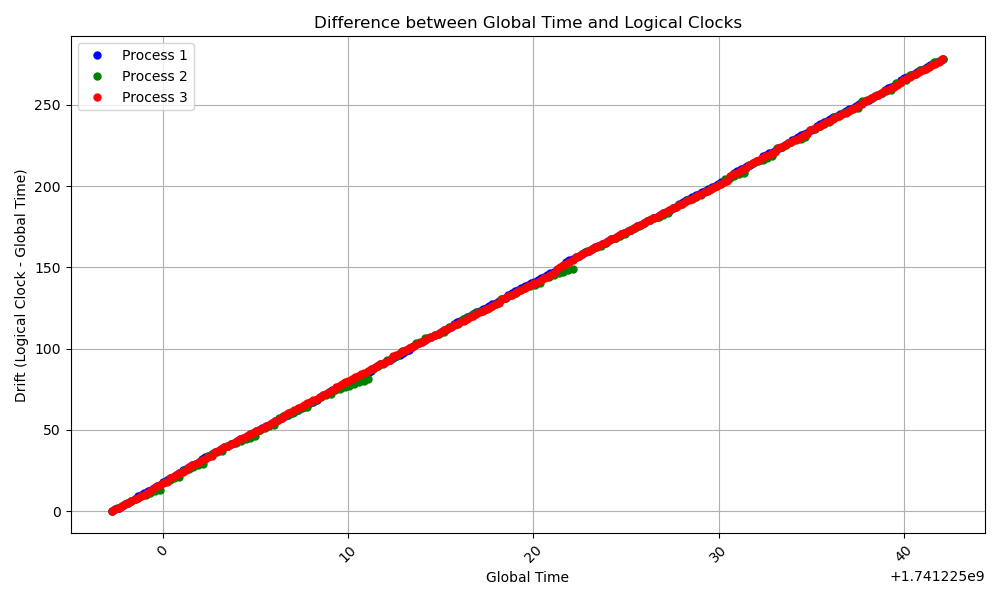 Difference between Global Time and Logical Clocks
Process 1
Process 2
Process 3
Drift (Logical Clock - Global Time)
250
200
150
100
50
0
0
10
20
30
40
Global Time
+1.741225e9